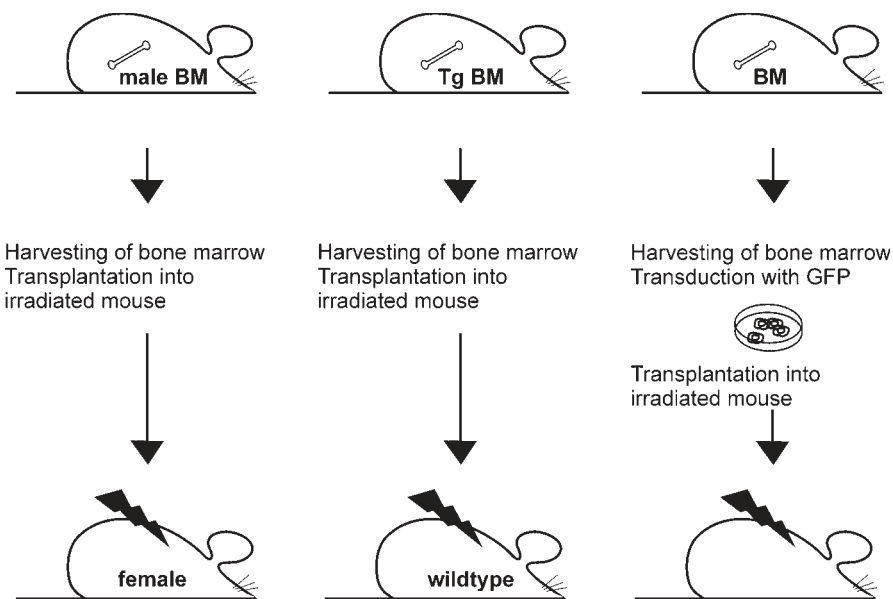 male BM
Tg BM
BM
Harvesting of bone marrow
Transplantation into
irradiated mouse
Harvesting of bone marrow
Transplantation into
irradiated mouse
Harvesting of bone marrow
Transduction with GFP
Transplantation into
irradiated mouse
female
wildtype